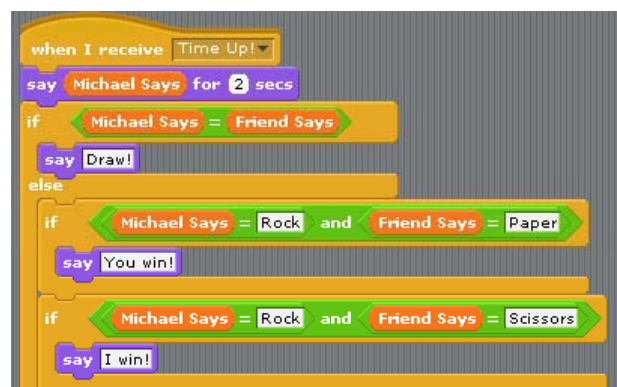 when I receive Time Up!
say Michael Says for 2 secs
if Michael Says = Friend Says
say Draw!
else
if Michael Says = Rock and Friend Says = Paper
say You win!
if Michael Says = Rock and Friend Says = Scissors
say I win!